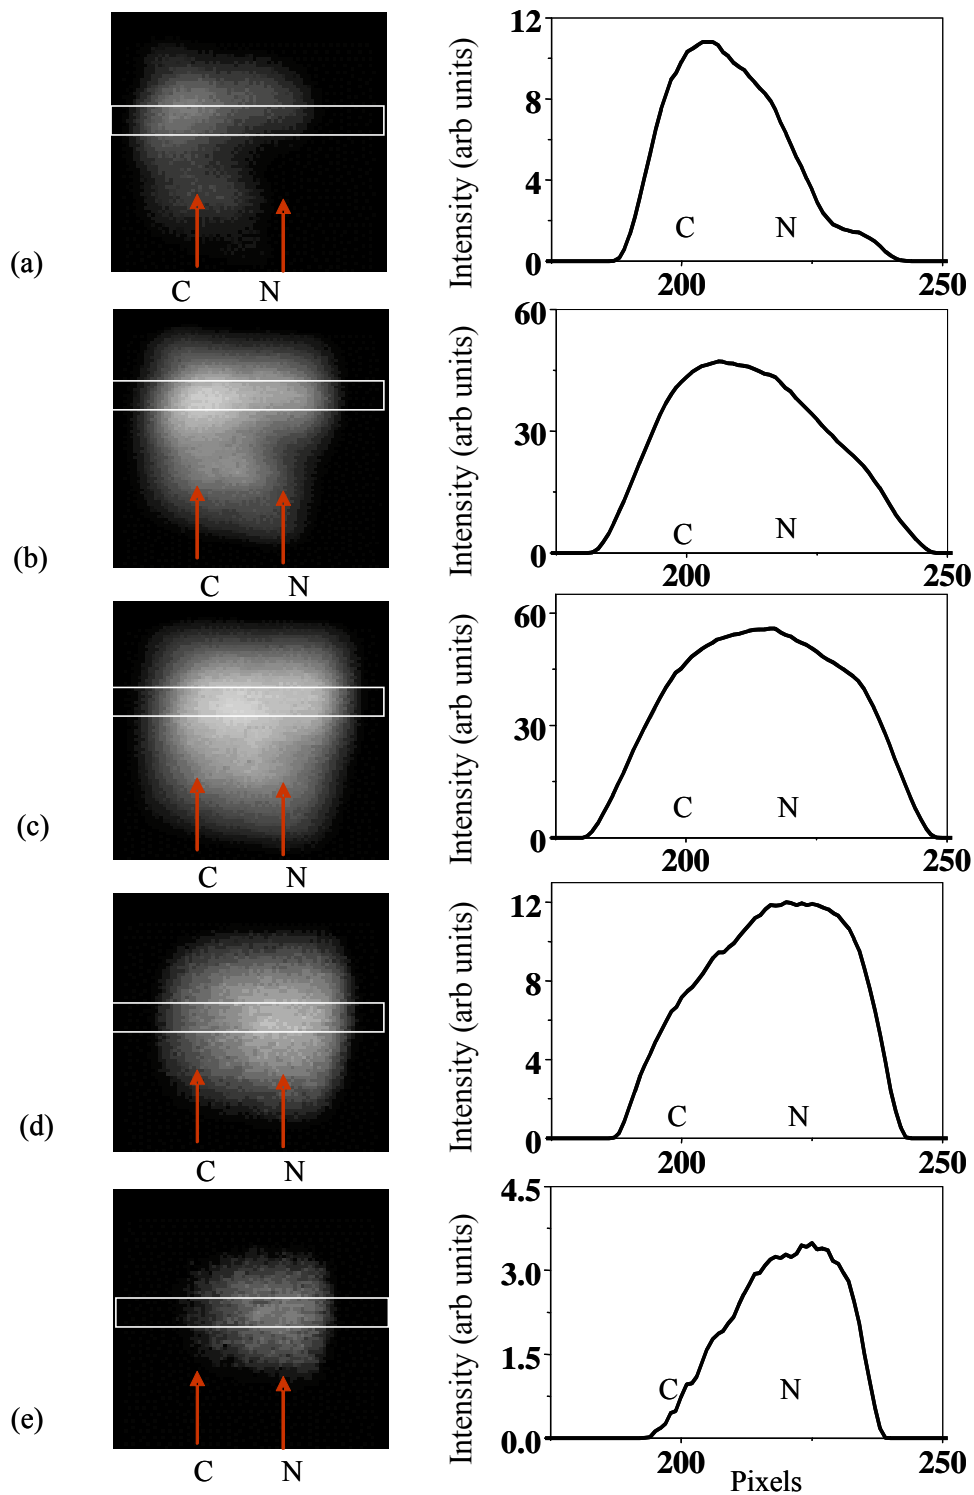 (a)
C N
Intensity (arb units)
12
8
4
0
C N
200 250
(b)
C N
Intensity (arb units)
60
30
0
C N
200 250
(c)
C N
Intensity (arb units)
60
30
0
C N
200 250
(d)
C N
Intensity (arb units)
12
8
4
0
C N
200 250
(e)
C N
Intensity (arb units)
4.5
3.0
1.5
0.0
C N
200 250
Pixels